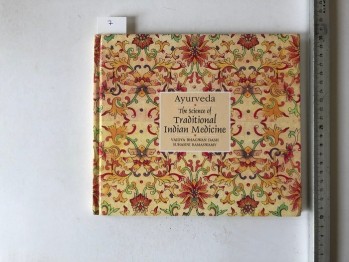 7
Ayurveda
The Science of
Traditional
Indian Medicine
VAIDYA BHAGWAN DASH
SUHASINI RAMASWAMY